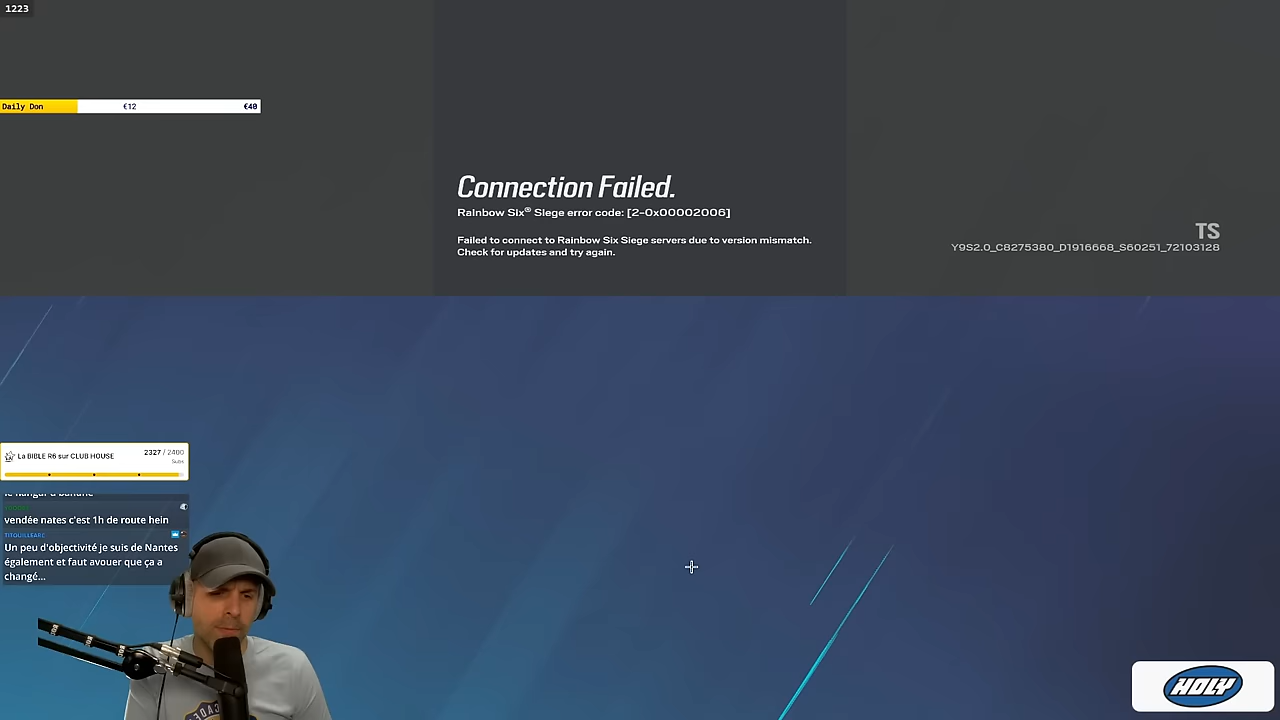 1223
Daily Don €12 €40
Connection Failed.
Rainbow Six® Siege error code: [2-0x00002006]
Failed to connect to Rainbow Six Siege servers due to version mismatch.
Check for updates and try again.
TS
Y9S2.0_C8275380_D1916668_S60251_72103128
La BIBLE R6 sur CLUB HOUSE 2327 / 2400
Subs
vendée nates c'est 1h de route hein
TITOUILLEARC
Un peu d'objectivité je suis de Nantes
également et faut avouer que ça a
changé...
HOLY